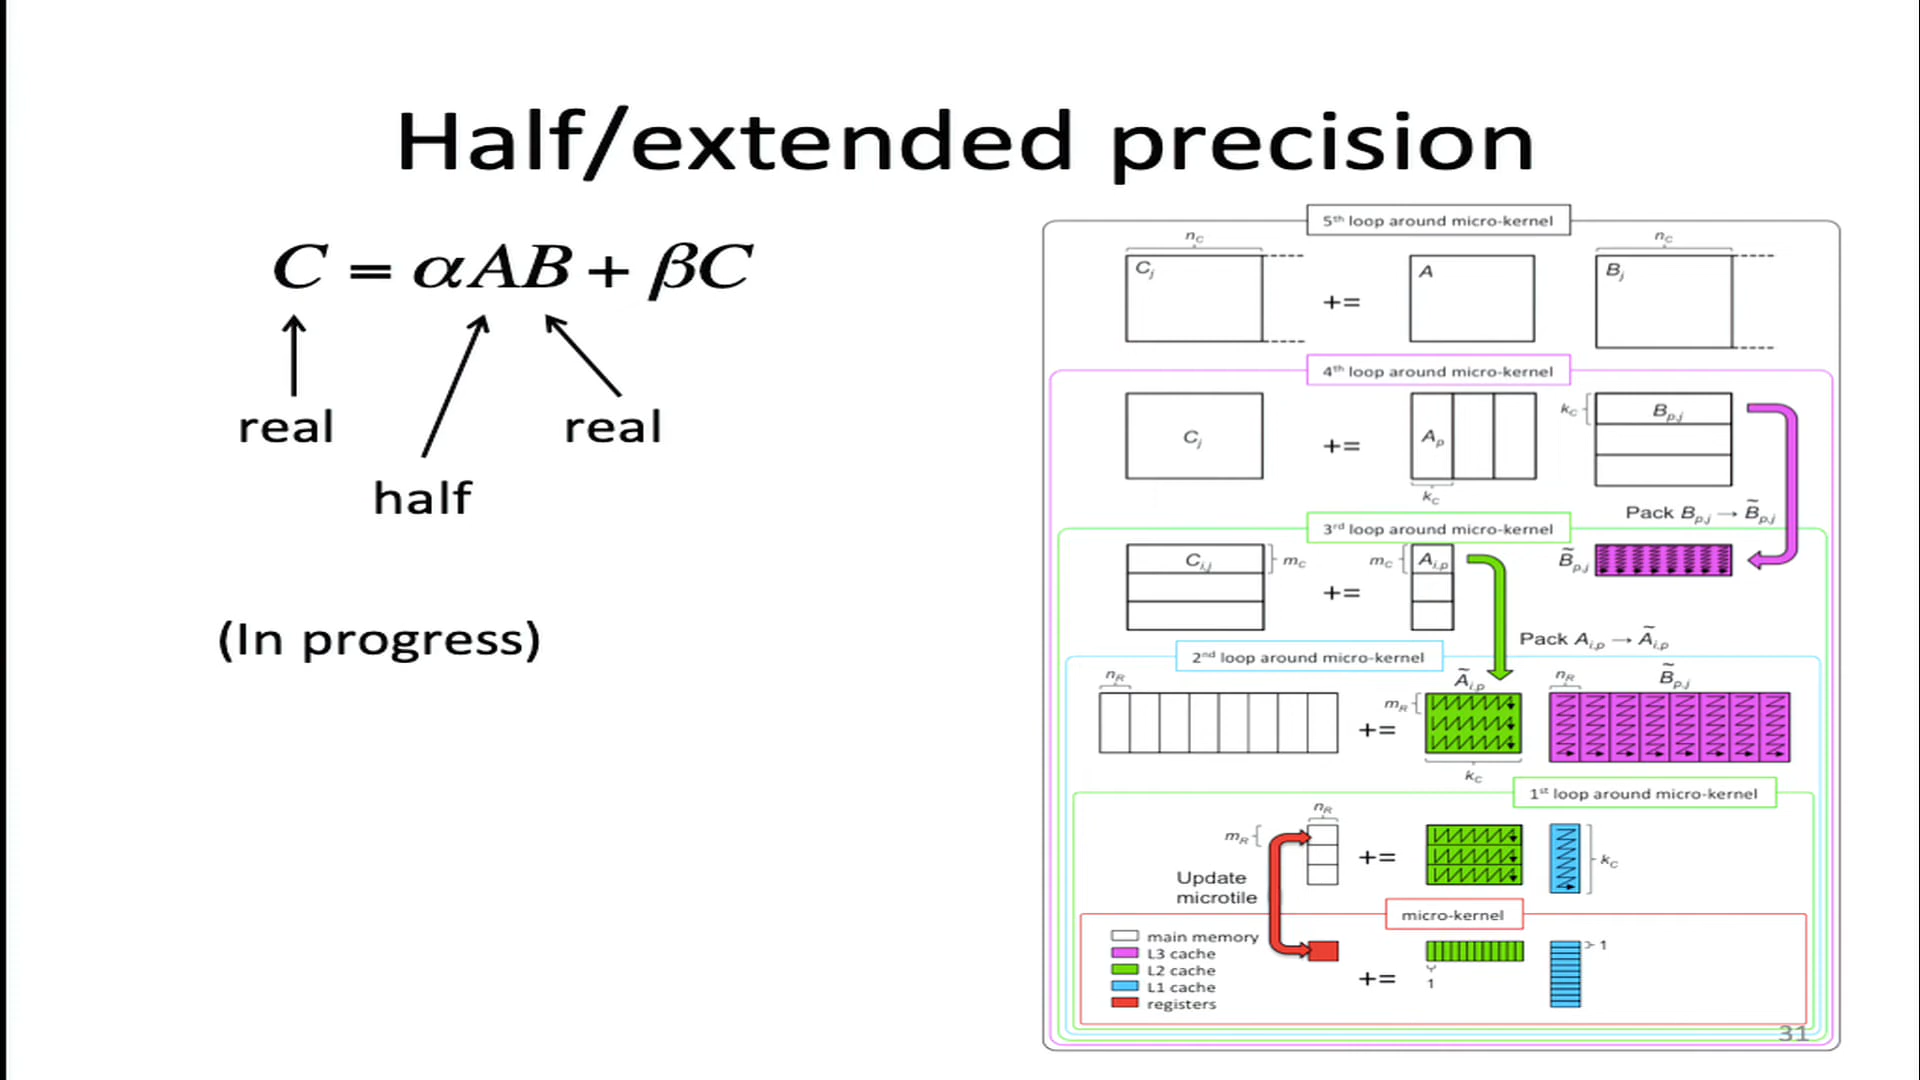 Half/extended precision
C = αAB + βC
real
real
half
(In progress)
5th loop around micro-kernel
nC
nC
Cj
+=
A
Bj
4th loop around micro-kernel
Cj
+=
Ap
kC
kC
Bp,j
Pack Bp,j → B̃p,j
3rd loop around micro-kernel
Ci,j
mC
+=
mC
Ai,p
B̃p,j
Pack Ai,p → Ãi,p
2nd loop around micro-kernel
nR
+=
mR
Ãi,p
kC
nR
B̃p,j
1st loop around micro-kernel
nR
mR
+=
kC
Update
microtile
micro-kernel
main memory
L3 cache
L2 cache
L1 cache
registers
+=
1
1
31